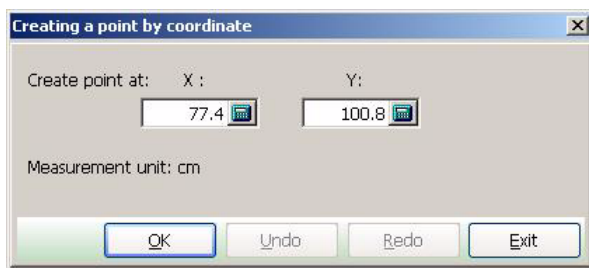 Creating a point by coordinate
Create point at: X : Y:
77.4 100.8
Measurement unit: cm
OK Undo Redo Exit